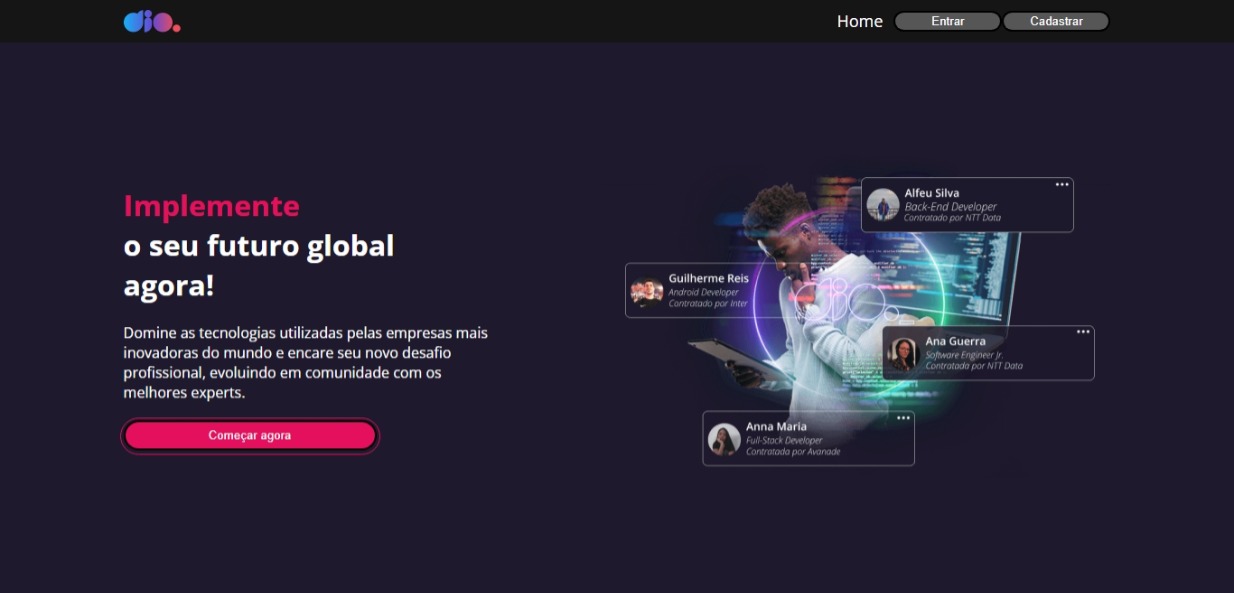 dio.
Home
Entrar
Cadastrar
Implemente
o seu futuro global
agora!
Domine as tecnologias utilizadas pelas empresas mais
inovadoras do mundo e encare seu novo desafio
profissional, evoluindo em comunidade com os
melhores experts.
Começar agora
Alfeu Silva
Back-End Developer
Contratado por NTT Data
Guilherme Reis
Android Developer
Contratado por Inter
dio.
Ana Guerra
Software Engineer Jr.
Contratada por NTT Data
Anna Maria
Full-Stack Developer
Contratada por Avanade